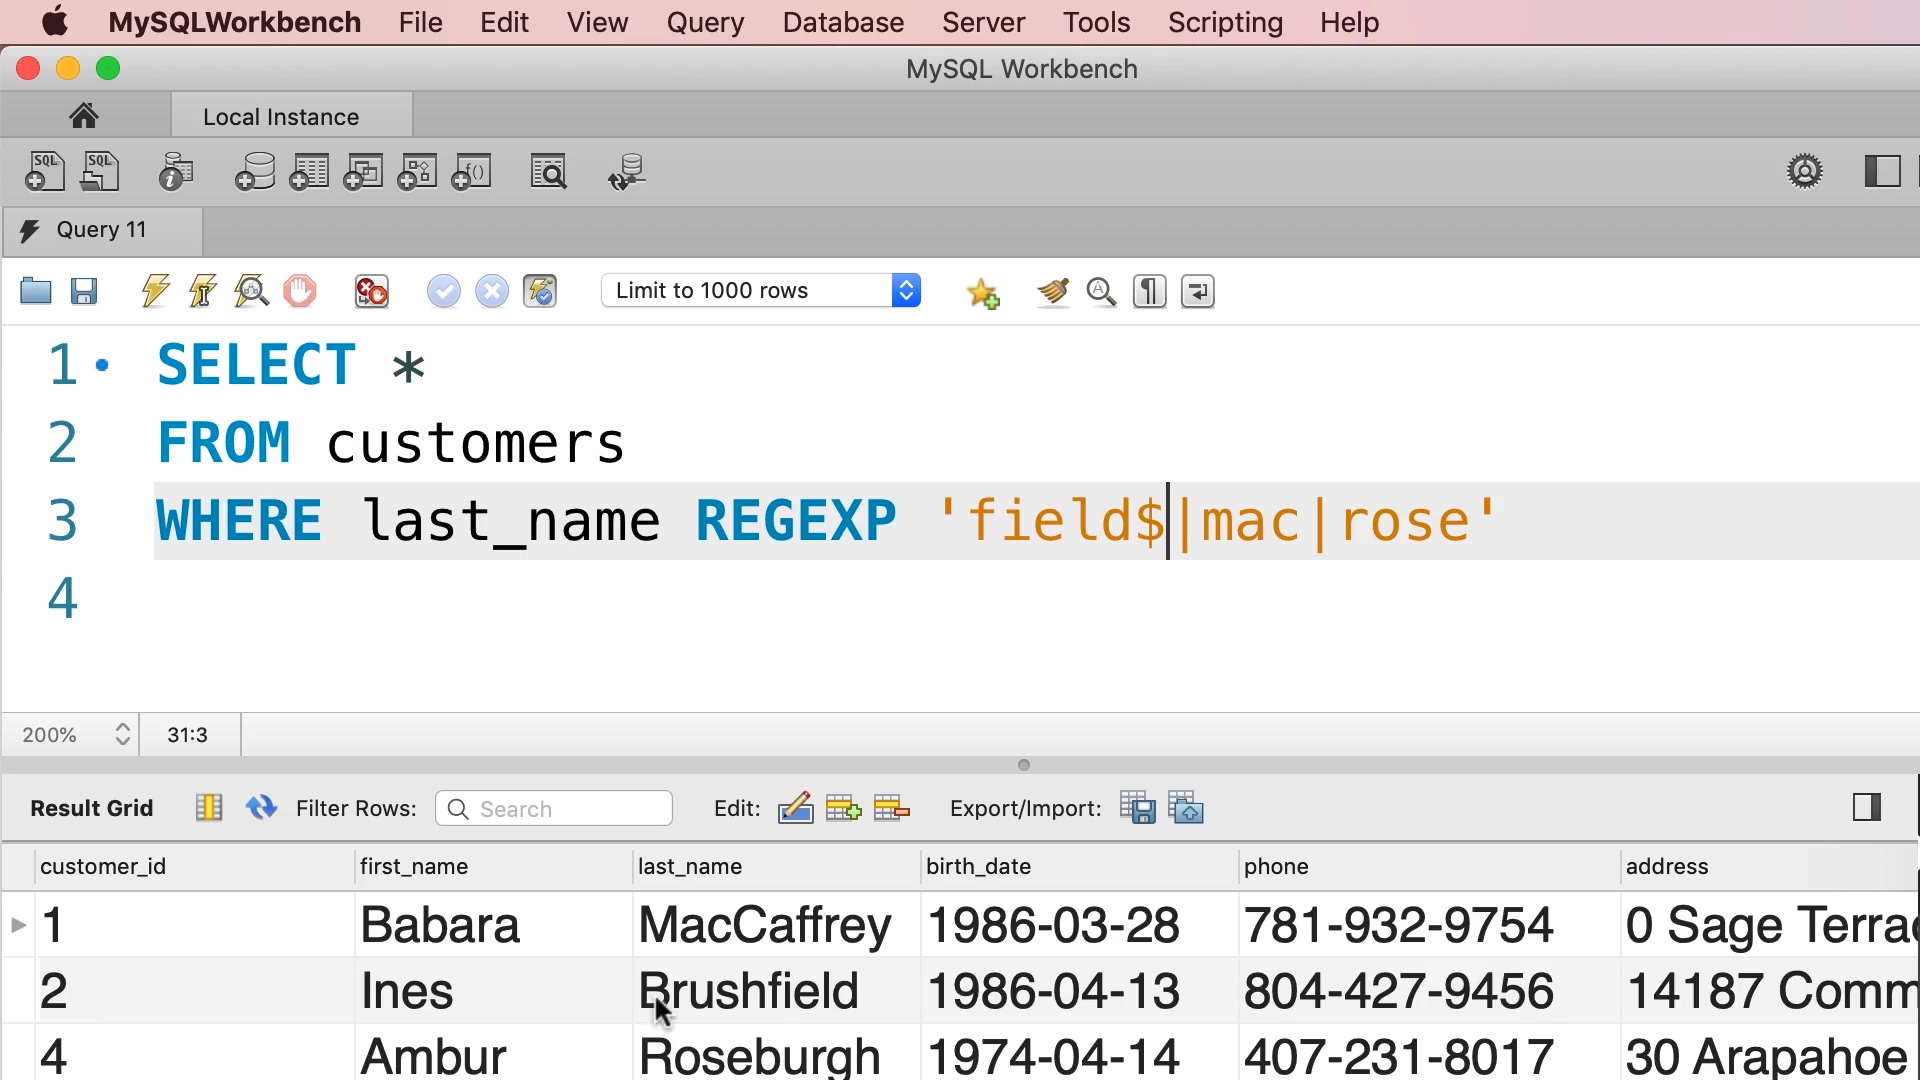 MySQLWorkbench File Edit View Query Database Server Tools Scripting Help
MySQL Workbench
Local Instance
SQL SQL
Query 11
Limit to 1000 rows
1 SELECT *
2 FROM customers
3 WHERE last_name REGEXP 'field$|mac|rose'
4
200% 31:3
Result Grid Filter Rows: Search Edit: Export/Import:
customer_id first_name last_name birth_date phone address
1 Babara MacCaffrey 1986-03-28 781-932-9754 0 Sage Terrac
2 Ines Brushfield 1986-04-13 804-427-9456 14187 Comm
4 Ambur Roseburgh 1974-04-14 407-231-8017 30 Arapahoe